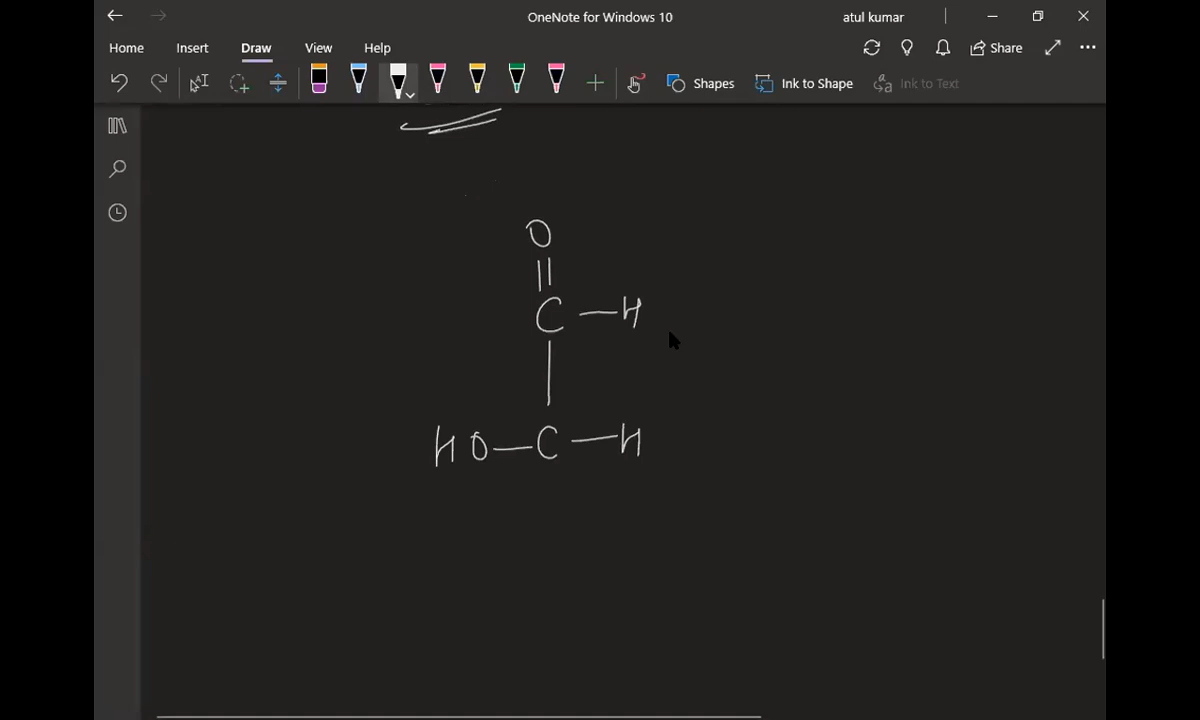 OneNote for Windows 10
atul kumar
Home Insert Draw View Help
Share
Shapes
Ink to Shape
Ink to Text
O
C — H
HO — C — H